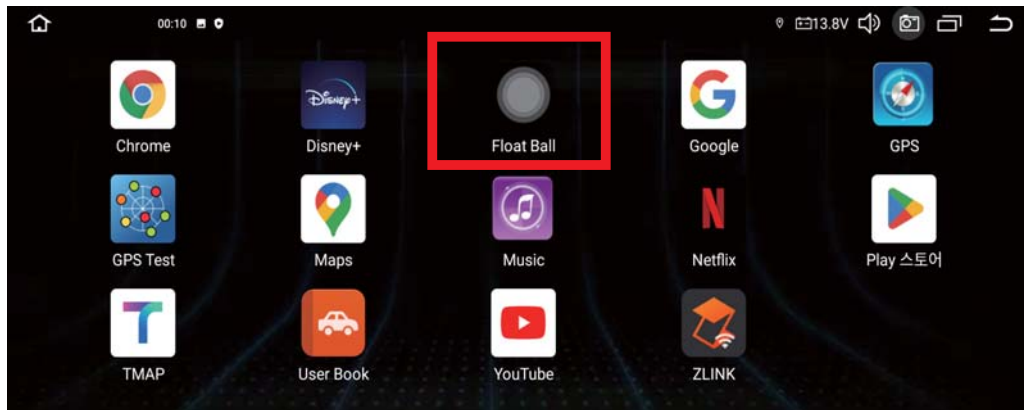 00:10
13.8V
Disney+
Chrome
Disney+
Float Ball
Google
GPS
GPS Test
Maps
Music
Netflix
Play 스토어
TMAP
User Book
YouTube
ZLINK